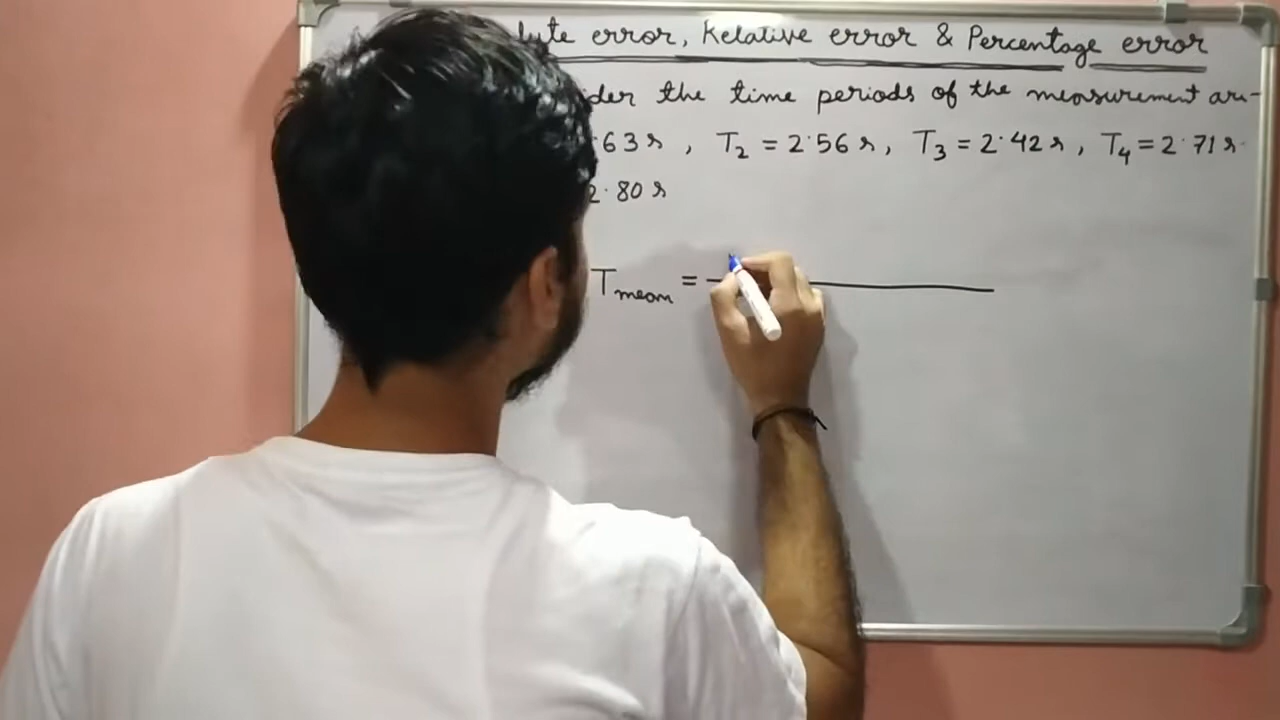 error, Relative error & Percentage error
the time periods of the measurement are-
.63 s , T2 = 2.56 s, T3 = 2.42 s, T4 = 2.71 s
2.80 s
Tmean =